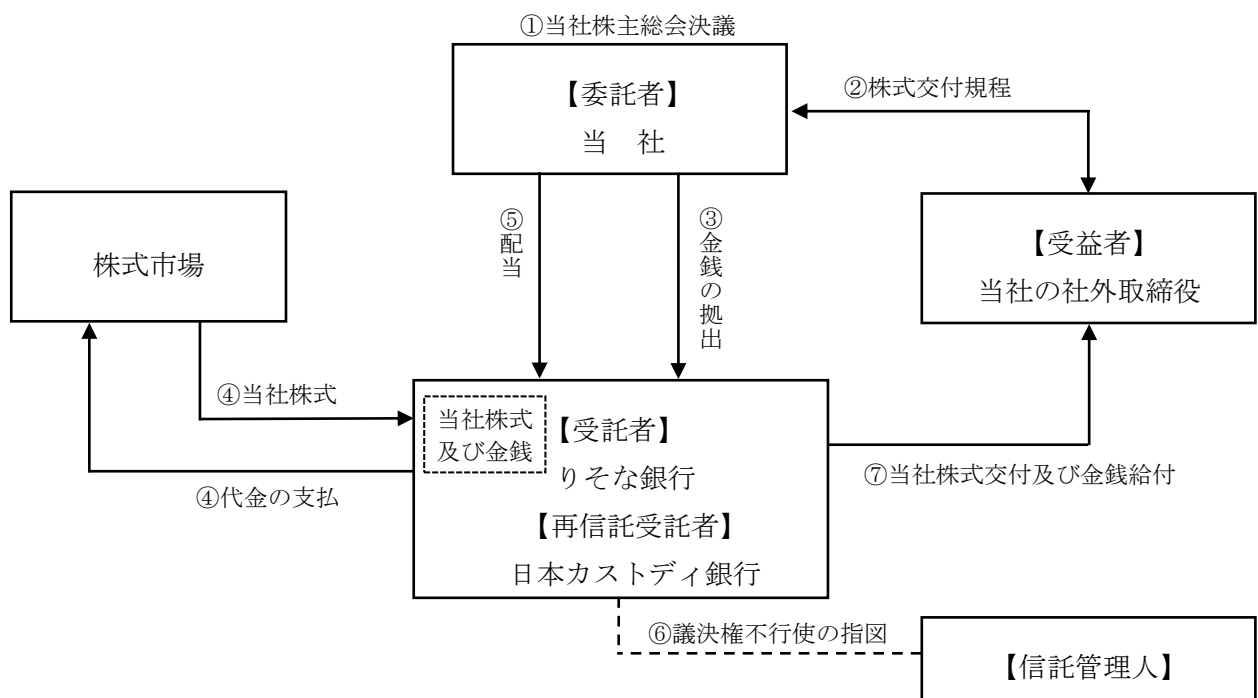 ①当社株主総会決議
【委託者】
当　社
②株式交付規程
株式市場
⑤配当
③金銭の拠出
【受益者】
当社の社外取締役
④当社株式
当社株式
及び金銭
【受託者】
りそな銀行
【再信託受託者】
日本カストディ銀行
④代金の支払
⑦当社株式交付及び金銭給付
⑥議決権不行使の指図
【信託管理人】